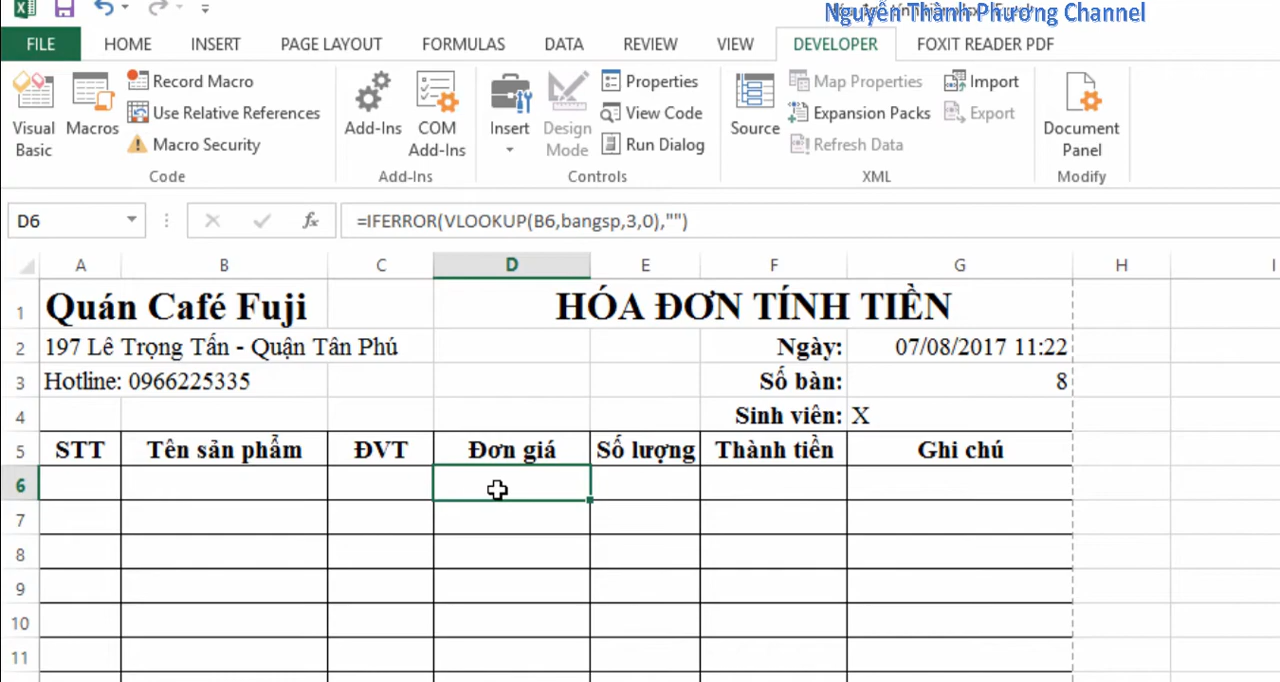 Nguyễn Thành Phương Channel
FILE HOME INSERT PAGE LAYOUT FORMULAS DATA REVIEW VIEW DEVELOPER FOXIT READER PDF
Visual Basic
Macros
Record Macro
Use Relative References
Macro Security
Code
Add-Ins
COM Add-Ins
Add-Ins
Insert
Design Mode
Properties
View Code
Run Dialog
Controls
Source
Map Properties
Expansion Packs
Refresh Data
Import
Export
XML
Document Panel
Modify
D6 fx =IFERROR(VLOOKUP(B6,bangsp,3,0),"")
A B C D E F G H I
1 Quán Café Fuji HÓA ĐƠN TÍNH TIỀN
2 197 Lê Trọng Tấn - Quận Tân Phú Ngày: 07/08/2017 11:22
3 Hotline: 0966225335 Số bàn: 8
4 Sinh viên: X
5 STT Tên sản phẩm ĐVT Đơn giá Số lượng Thành tiền Ghi chú
6
7
8
9
10
11